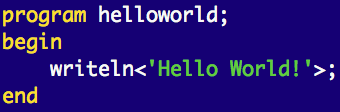 program helloworld;
begin
    writeln<'Hello World!'>;
end